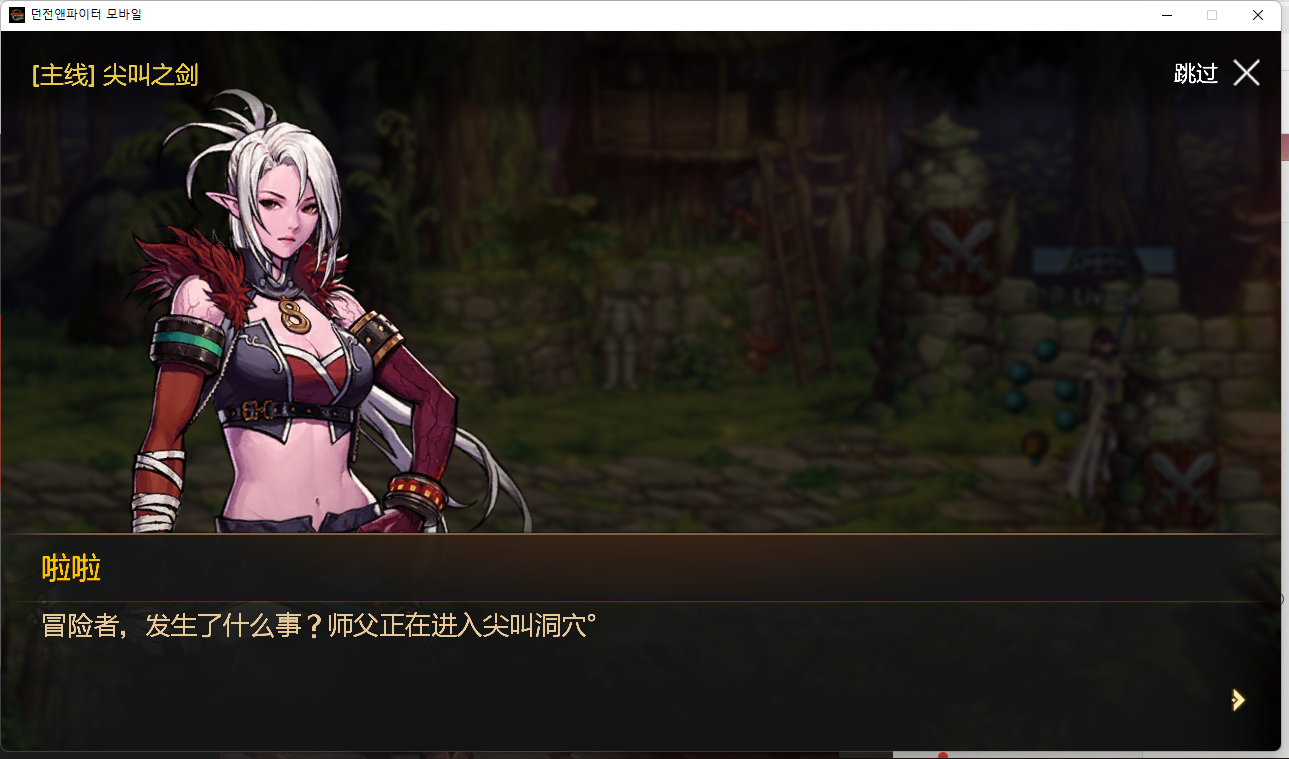 던전앤파이터 모바일
[主线] 尖叫之剑
跳过
啦啦
冒险者，发生了什么事？师父正在进入尖叫洞穴°